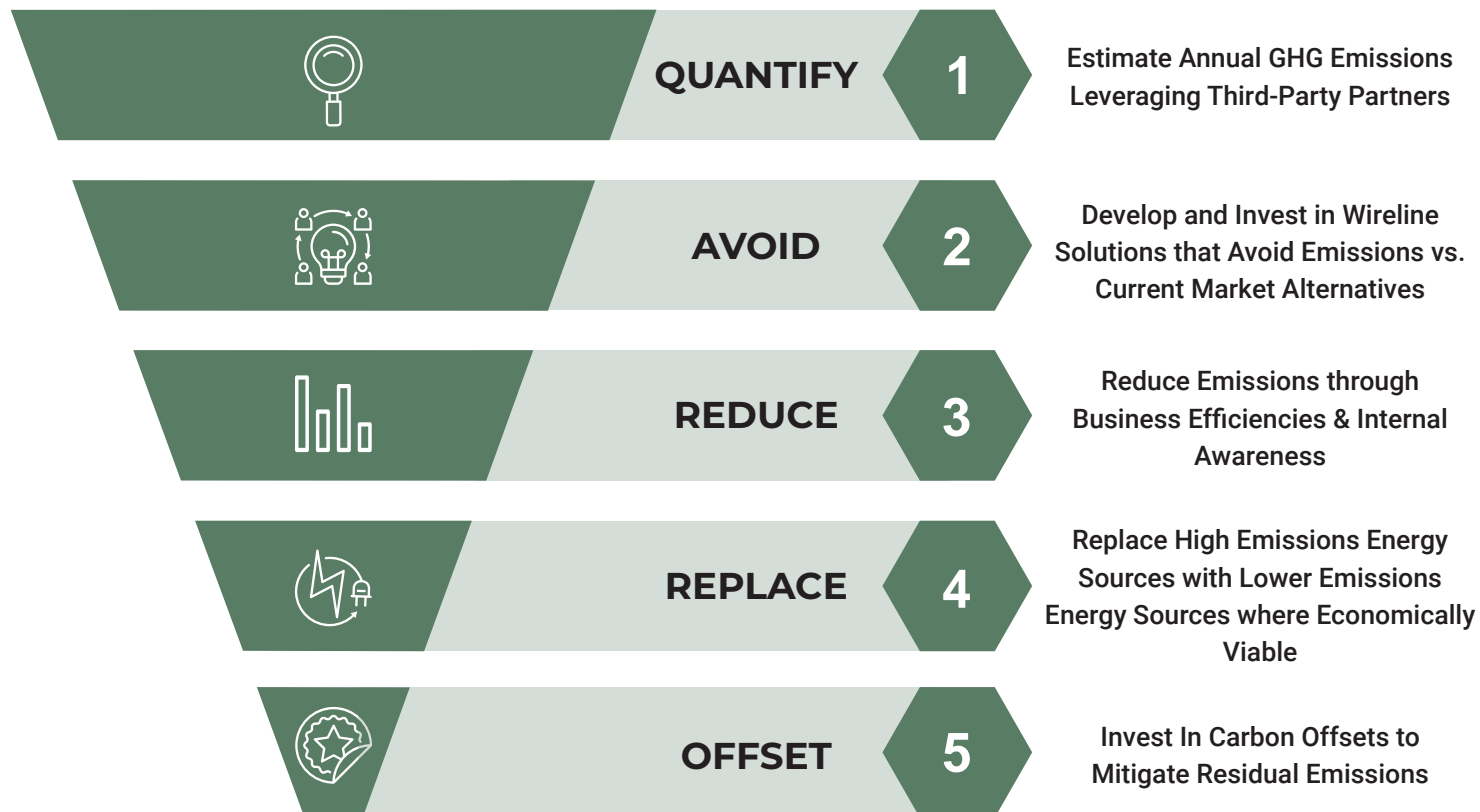 QUANTIFY
1
Estimate Annual GHG Emissions
Leveraging Third-Party Partners
AVOID
2
Develop and Invest in Wireline
Solutions that Avoid Emissions vs.
Current Market Alternatives
REDUCE
3
Reduce Emissions through
Business Efficiencies & Internal
Awareness
REPLACE
4
Replace High Emissions Energy
Sources with Lower Emissions
Energy Sources where Economically
Viable
OFFSET
5
Invest In Carbon Offsets to
Mitigate Residual Emissions